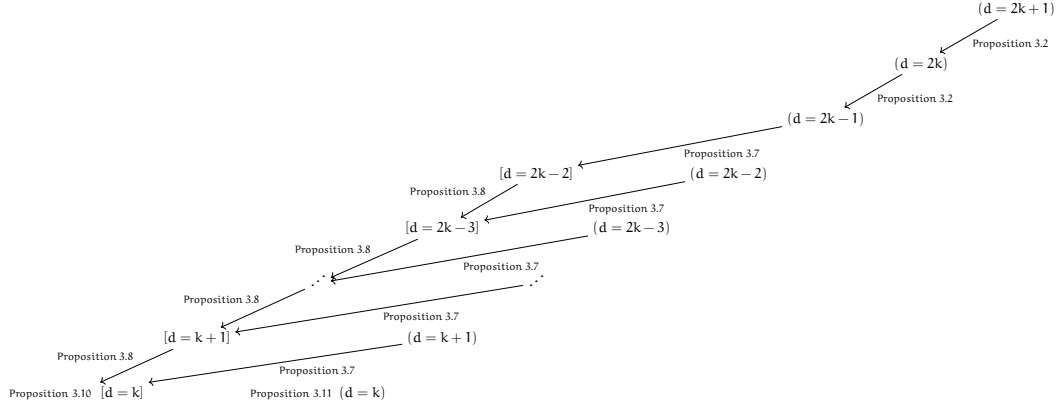 (d = 2k + 1)
Proposition 3.2
(d = 2k)
Proposition 3.2
(d = 2k − 1)
Proposition 3.7
[d = 2k − 2]
(d = 2k − 2)
Proposition 3.8
Proposition 3.7
[d = 2k − 3]
(d = 2k − 3)
Proposition 3.8
Proposition 3.7
⋰
⋰
Proposition 3.8
Proposition 3.7
[d = k + 1]
(d = k + 1)
Proposition 3.8
Proposition 3.7
Proposition 3.10 [d = k]
Proposition 3.11 (d = k)